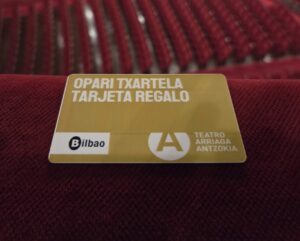 OPARI TXARTELA
TARJETA REGALO
Bilbao
A
TEATRO
ARRIAGA
ANTZOKIA